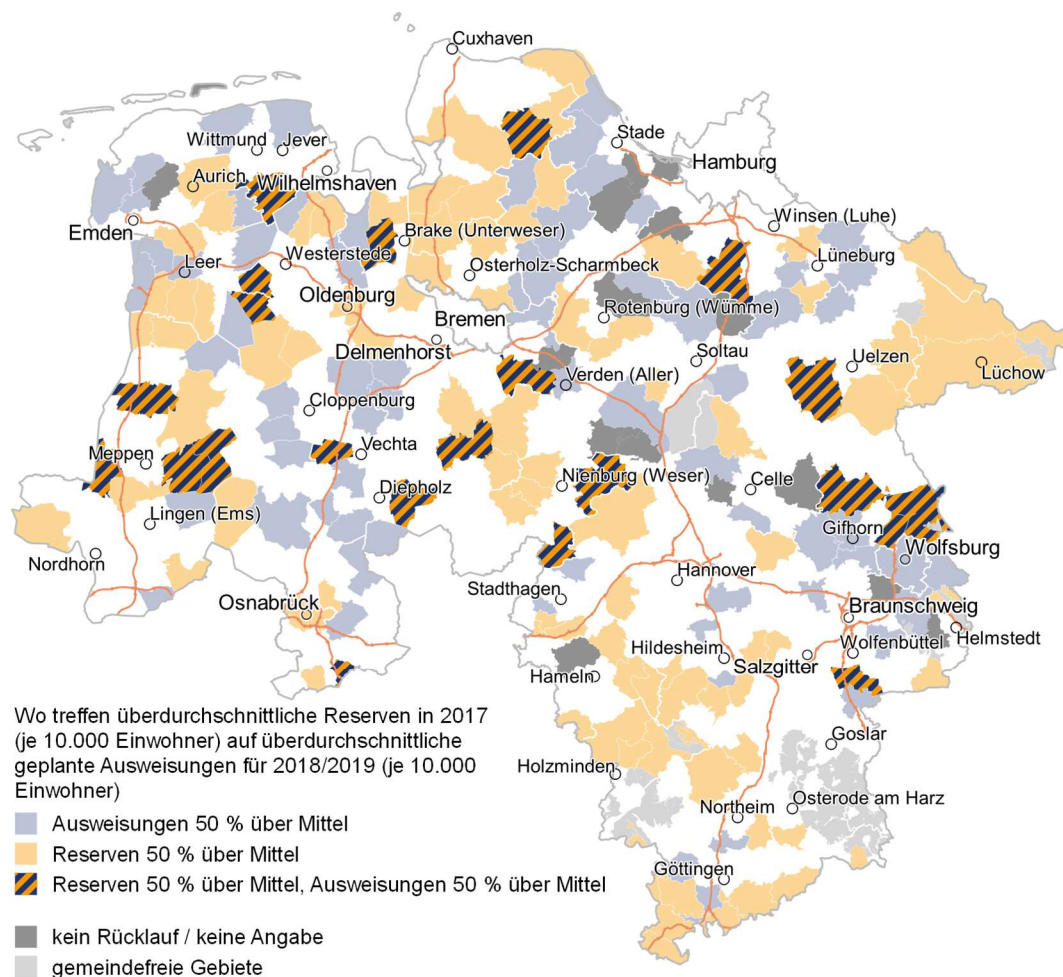 Cuxhaven
Stade
Hamburg
Wittmund
Jever
Aurich
Wilhelmshaven
Emden
Brake (Unterweser)
Winsen (Luhe)
Leer
Westerstede
Osterholz-Scharmbeck
Lüneburg
Oldenburg
Rotenburg (Wümme)
Bremen
Delmenhorst
Soltau
Uelzen
Verden (Aller)
Lüchow
Cloppenburg
Vechta
Meppen
Nienburg (Weser)
Celle
Diepholz
Lingen (Ems)
Gifhorn
Wolfsburg
Nordhorn
Hannover
Stadthagen
Osnabrück
Braunschweig
Helmstedt
Hildesheim
Wolfenbüttel
Salzgitter
Hameln
Goslar
Holzminden
Northeim
Osterode am Harz
Göttingen
Wo treffen überdurchschnittliche Reserven in 2017
(je 10.000 Einwohner) auf überdurchschnittliche
geplante Ausweisungen für 2018/2019 (je 10.000
Einwohner)
Ausweisungen 50 % über Mittel
Reserven 50 % über Mittel
Reserven 50 % über Mittel, Ausweisungen 50 % über Mittel
kein Rücklauf / keine Angabe
gemeindefreie Gebiete